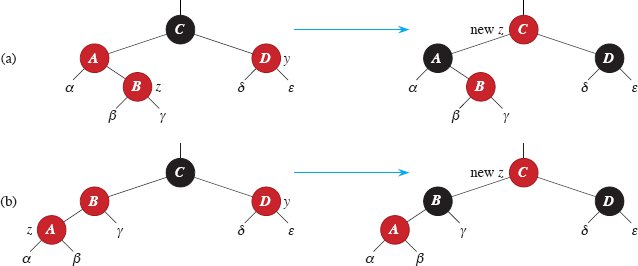 C new z C
(a) A D y A D
α B z δ ε α B δ ε
β γ β γ
C new z C
(b) B D y B D
z A γ δ ε A γ δ ε
α β α β